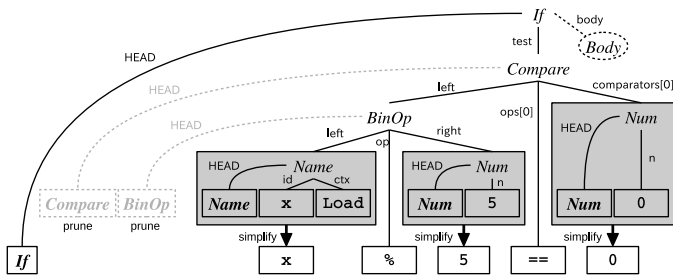 If
body
HEAD
test
Body
HEAD
Compare
left
ops[0]
comparators[0]
HEAD
BinOp
left
op
right
Num
HEAD
HEAD
Name
HEAD
Num
n
id
ctx
n
Compare
BinOp
Name
x
Load
Num
5
Num
0
prune
prune
simplify
simplify
simplify
If
x
%
5
==
0